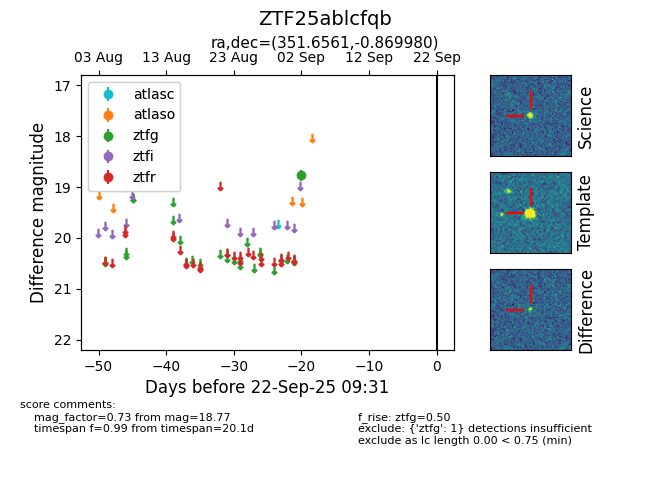 ZTF25ablcfqb
ra,dec=(351.6561,-0.869980)
03 Aug 13 Aug 23 Aug 02 Sep 12 Sep 22 Sep
17
18
19
20
21
22
Difference magnitude
atlasc
atlaso
ztfg
ztfi
ztfr
−50 −40 −30 −20 −10 0
Days before 22-Sep-25 09:31
Science
Template
Difference
score comments:
mag_factor=0.73 from mag=18.77
timespan f=0.99 from timespan=20.1d
f_rise: ztfg=0.50
exclude: {'ztfg': 1} detections insufficient
exclude as lc length 0.00 < 0.75 (min)